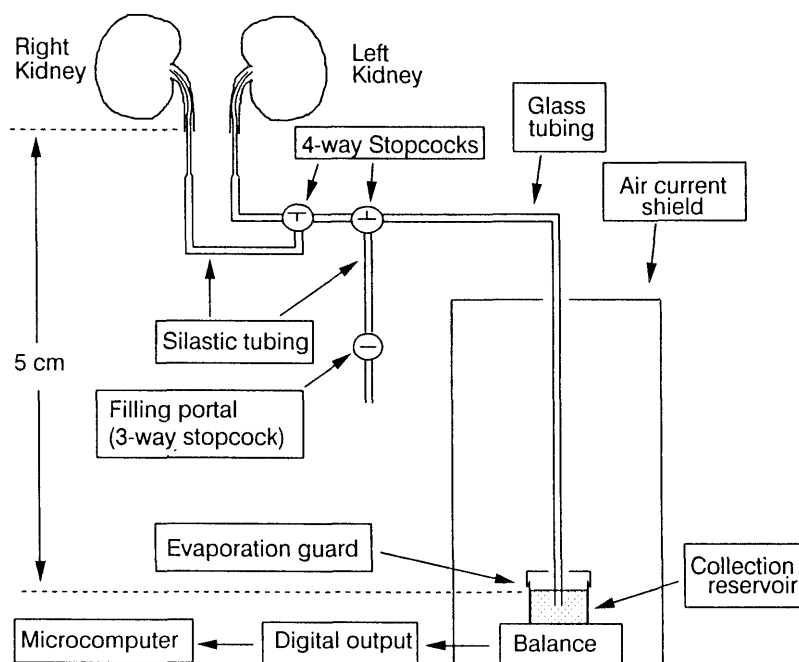 Right
Kidney
Left
Kidney
Glass
tubing
4-way Stopcocks
Air current
shield
Silastic tubing
5 cm
Filling portal
(3-way stopcock)
Evaporation guard
Collection
reservoir
Microcomputer
Digital output
Balance